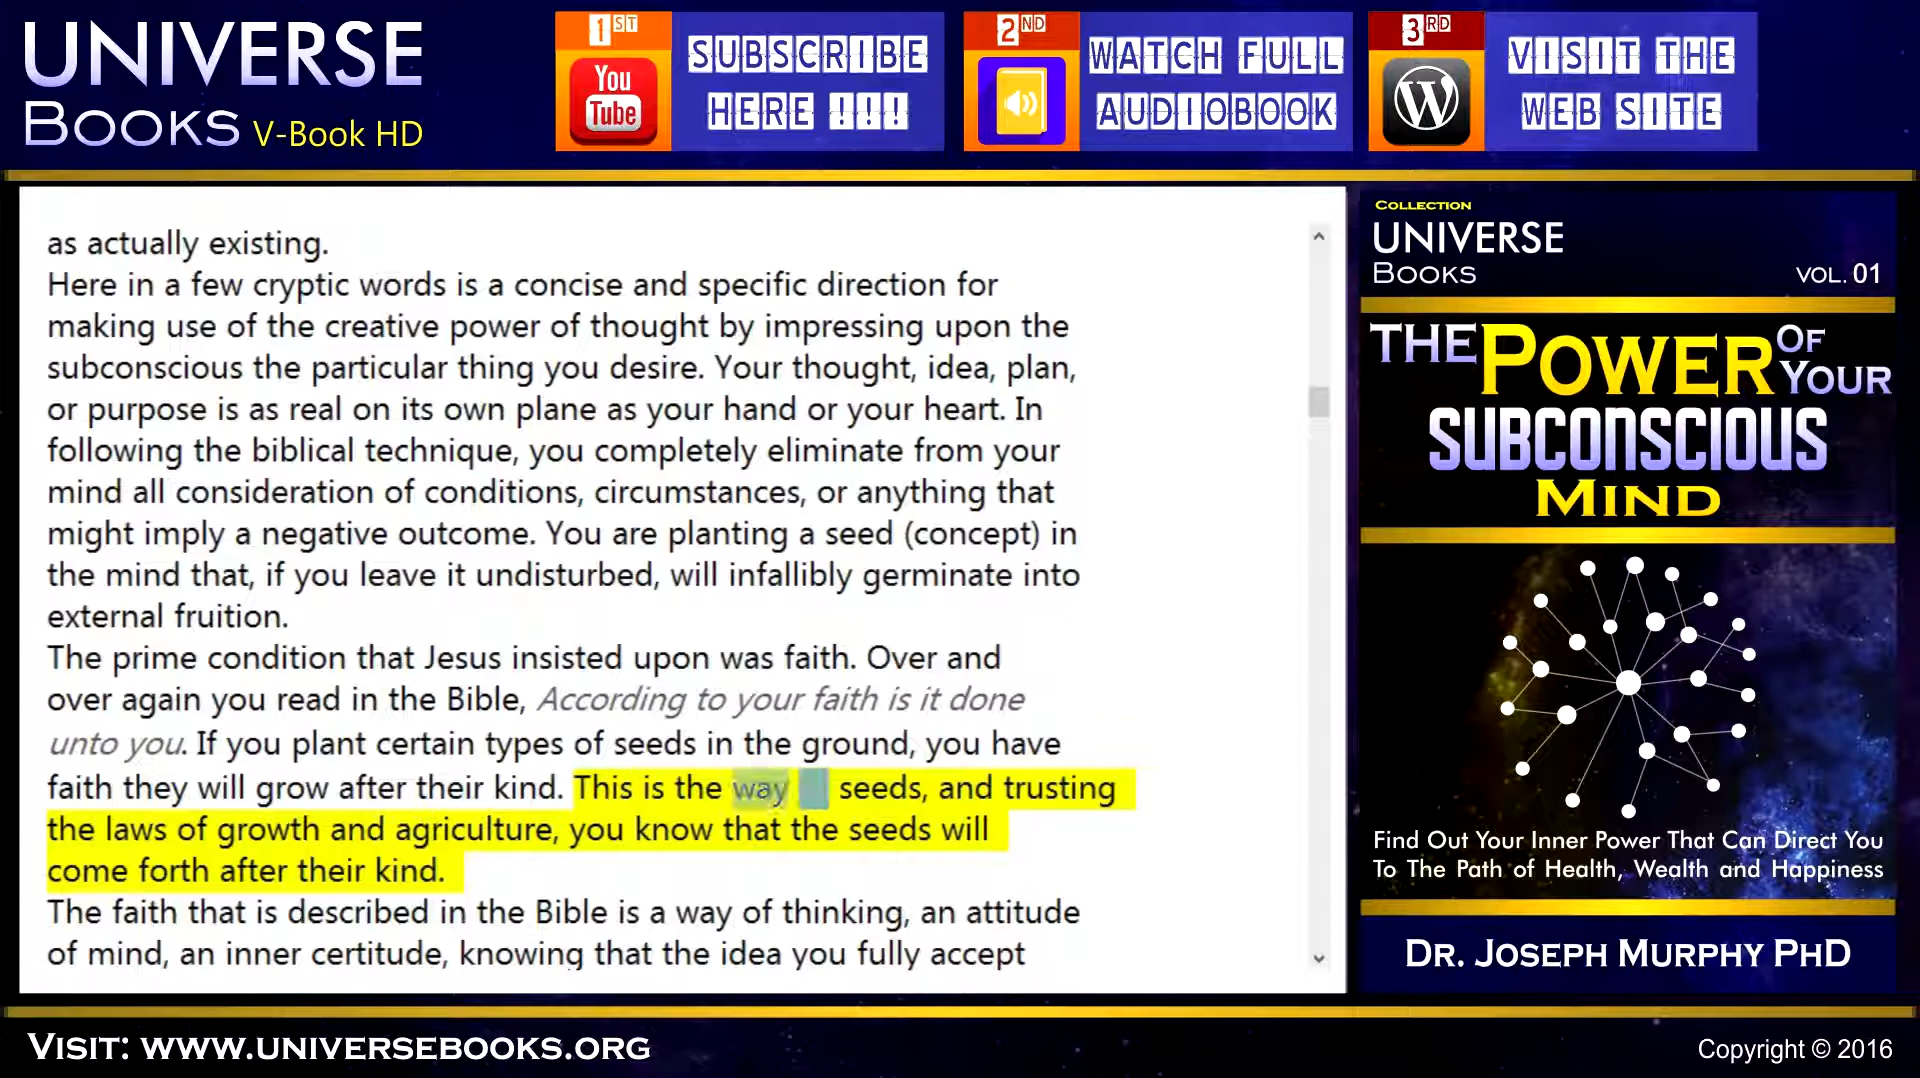 UNIVERSE
BOOKS V-Book HD
1ST
You
Tube
SUBSCRIBE
HERE !!!
2ND
WATCH FULL
AUDIOBOOK
3RD
VISIT THE
WEB SITE
as actually existing.
Here in a few cryptic words is a concise and specific direction for
making use of the creative power of thought by impressing upon the
subconscious the particular thing you desire. Your thought, idea, plan,
or purpose is as real on its own plane as your hand or your heart. In
following the biblical technique, you completely eliminate from your
mind all consideration of conditions, circumstances, or anything that
might imply a negative outcome. You are planting a seed (concept) in
the mind that, if you leave it undisturbed, will infallibly germinate into
external fruition.
The prime condition that Jesus insisted upon was faith. Over and
over again you read in the Bible, According to your faith is it done
unto you. If you plant certain types of seeds in the ground, you have
faith they will grow after their kind. This is the way seeds, and trusting
the laws of growth and agriculture, you know that the seeds will
come forth after their kind.
The faith that is described in the Bible is a way of thinking, an attitude
of mind, an inner certitude, knowing that the idea you fully accept
COLLECTION
UNIVERSE
BOOKS
VOL. 01
THE POWER OF YOUR
SUBCONSCIOUS
MIND
Find Out Your Inner Power That Can Direct You
To The Path of Health, Wealth and Happiness
DR. JOSEPH MURPHY PHD
VISIT: WWW.UNIVERSEBOOKS.ORG
Copyright © 2016